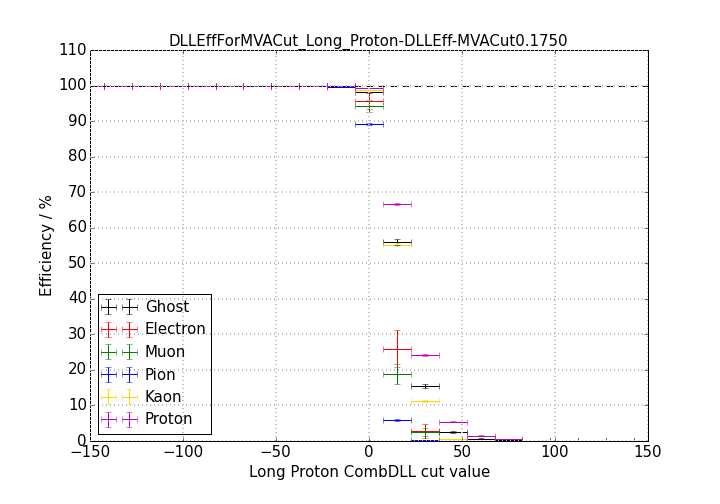 DLLEffForMVACut_Long_Proton-DLLEff-MVACut0.1750
110
100
90
80
70
60
50
40
30
20
10
0
Efficiency / %
Ghost
Electron
Muon
Pion
Kaon
Proton
−150 −100 −50 0 50 100 150
Long Proton CombDLL cut value